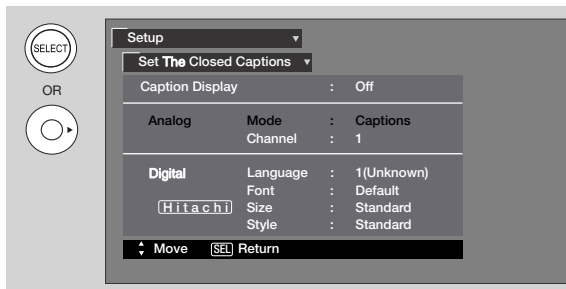 SELECT
OR
Setup
Set The Closed Captions
Caption Display : Off
Analog Mode : Captions
Channel : 1
Digital Language : 1(Unknown)
Font : Default
Hitachi Size : Standard
Style : Standard
Move SEL Return